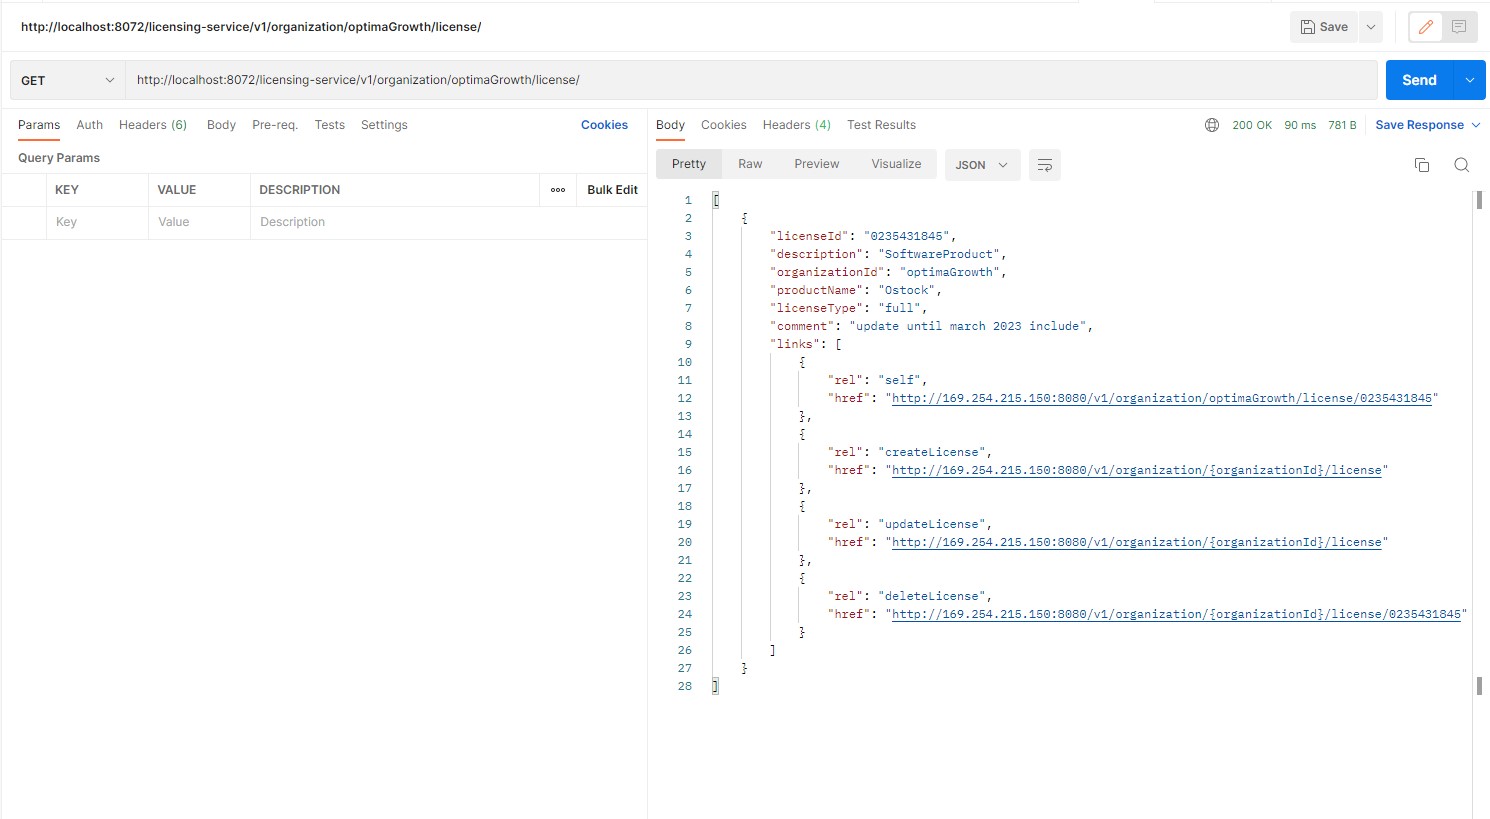 http://localhost:8072/licensing-service/v1/organization/optimaGrowth/license/
Save
GET
http://localhost:8072/licensing-service/v1/organization/optimaGrowth/license/
Send
Params Auth Headers (6) Body Pre-req. Tests Settings Cookies
Query Params
KEY VALUE DESCRIPTION ooo Bulk Edit
Key Value Description
Body Cookies Headers (4) Test Results 200 OK 90 ms 781 B Save Response
Pretty Raw Preview Visualize JSON
1 [
2 {
3 "licenseId": "0235431845",
4 "description": "SoftwareProduct",
5 "organizationId": "optimaGrowth",
6 "productName": "Ostock",
7 "licenseType": "full",
8 "comment": "update until march 2023 include",
9 "links": [
10 {
11 "rel": "self",
12 "href": "http://169.254.215.150:8080/v1/organization/optimaGrowth/license/0235431845"
13 },
14 {
15 "rel": "createLicense",
16 "href": "http://169.254.215.150:8080/v1/organization/{organizationId}/license"
17 },
18 {
19 "rel": "updateLicense",
20 "href": "http://169.254.215.150:8080/v1/organization/{organizationId}/license"
21 },
22 {
23 "rel": "deleteLicense",
24 "href": "http://169.254.215.150:8080/v1/organization/{organizationId}/license/0235431845"
25 }
26 ]
27 }
28 ]